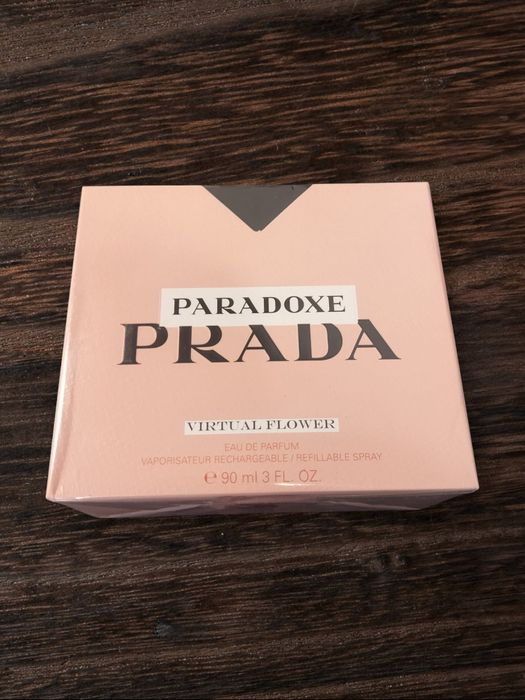 PARADOXE
PRADA
VIRTUAL FLOWER
EAU DE PARFUM
VAPORISATEUR RECHARGEABLE / REFILLABLE SPRAY
℮ 90 ml 3 FL. OZ.